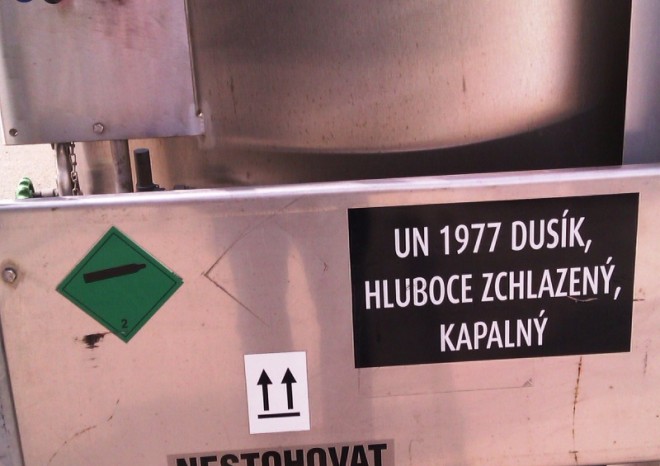 UN 1977 DUSÍK,
HLUBOCE ZCHLAZENÝ,
KAPALNÝ
2
NESTOHOVAT